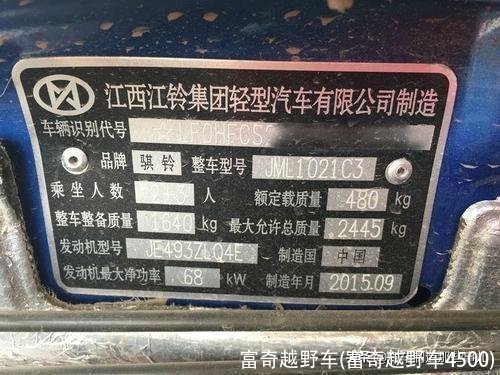 江西江铃集团轻型汽车有限公司制造
车辆识别代号
品牌 骐铃 整车型号 JML1021C3
乘坐人数 2+3 人 额定载质量 480 kg
整车整备质量 1640 kg 最大允许总质量 2445 kg
发动机型号 JE493ZLQ4E 制造国 中国
发动机最大净功率 68 kW 制造年月 2015.09
富奇越野车(富奇越野车4500)